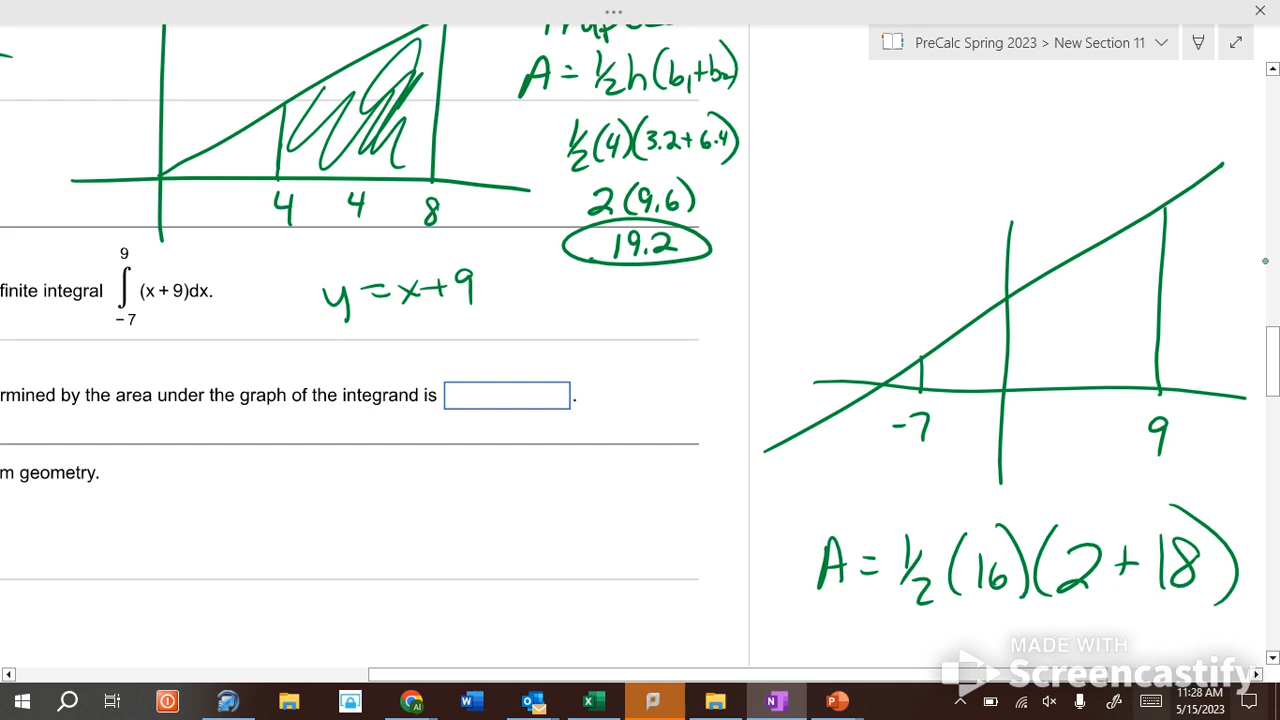 PreCalc Spring 2023 > New Section 11
A = ½h(b₁+b₂)
½(4)(3.2+6.4)
2(9.6)
19.2
4 4 8
9
finite integral ∫ (x + 9)dx.
-7
y = x+9
rmined by the area under the graph of the integrand is .
m geometry.
-7 9
A = ½(16)(2+18)
MADE WITH
Screencastify
11:28 AM
5/15/2023